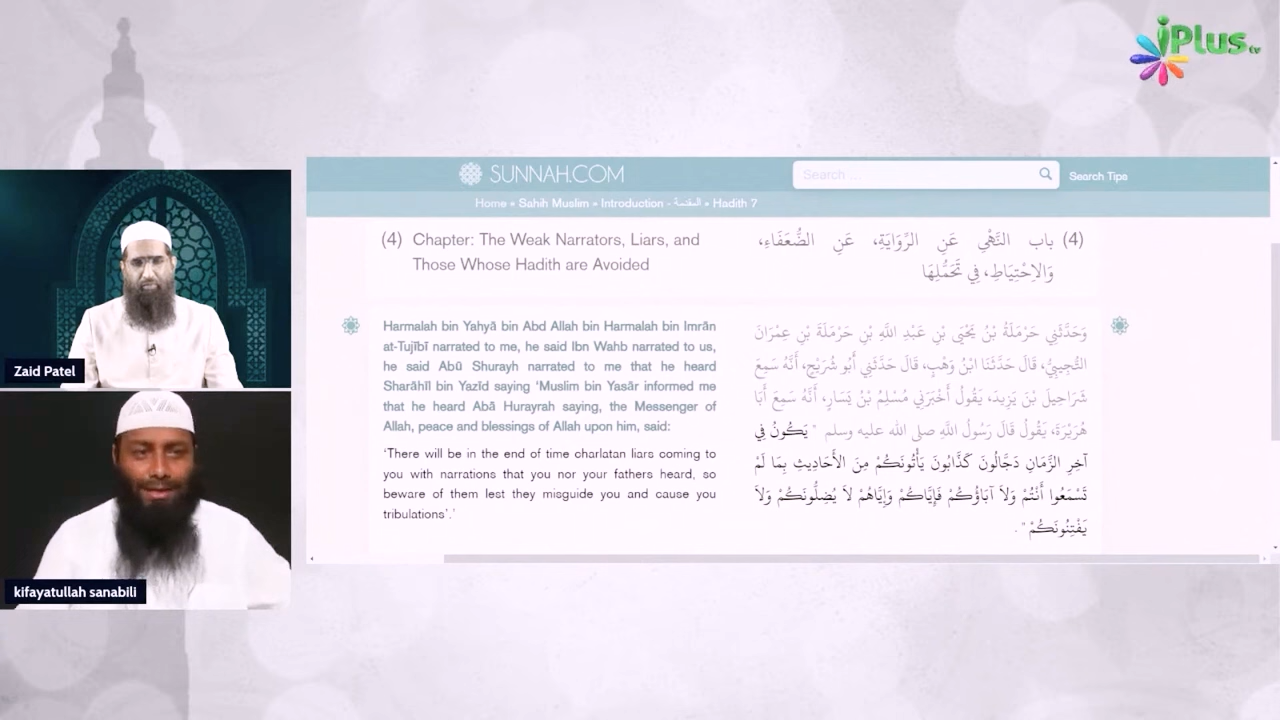 iPlus tv
SUNNAH.COM
Search ...
Search Tips
Home » Sahih Muslim » Introduction - المقدمة » Hadith 7
(4) Chapter: The Weak Narrators, Liars, and
Those Whose Hadith are Avoided
(4) باب النَّهْىِ عَنِ الرِّوَايَةِ، عَنِ الضُّعَفَاءِ،
وَالاِحْتِيَاطِ، فِي تَحَمُّلِهَا
Harmalah bin Yahyā bin Abd Allah bin Harmalah bin Imrān
at-Tujībī narrated to me, he said Ibn Wahb narrated to us,
he said Abū Shurayh narrated to me that he heard
Sharāhīl bin Yazīd saying ‘Muslim bin Yasār informed me
that he heard Abā Hurayrah saying, the Messenger of
Allah, peace and blessings of Allah upon him, said:
‘There will be in the end of time charlatan liars coming to
you with narrations that you nor your fathers heard, so
beware of them lest they misguide you and cause you
tribulations’.’
وَحَدَّثَنِي حَرْمَلَةُ بْنُ يَحْيَى بْنِ عَبْدِ اللَّهِ بْنِ حَرْمَلَةَ بْنِ عِمْرَانَ
التُّجِيبِيُّ، قَالَ حَدَّثَنَا ابْنُ وَهْبٍ، قَالَ حَدَّثَنِي أَبُو شُرَيْحٍ، أَنَّهُ سَمِعَ
شَرَاحِيلَ بْنَ يَزِيدَ، يَقُولُ أَخْبَرَنِي مُسْلِمُ بْنُ يَسَارٍ، أَنَّهُ سَمِعَ أَبَا
هُرَيْرَةَ، يَقُولُ قَالَ رَسُولُ اللَّهِ صلى الله عليه وسلم " يَكُونُ فِي
آخِرِ الزَّمَانِ دَجَّالُونَ كَذَّابُونَ يَأْتُونَكُمْ مِنَ الأَحَادِيثِ بِمَا لَمْ
تَسْمَعُوا أَنْتُمْ وَلاَ آبَاؤُكُمْ فَإِيَّاكُمْ وَإِيَّاهُمْ لاَ يُضِلُّونَكُمْ وَلاَ
يَفْتِنُونَكُمْ " .
Zaid Patel
kifayatullah sanabili